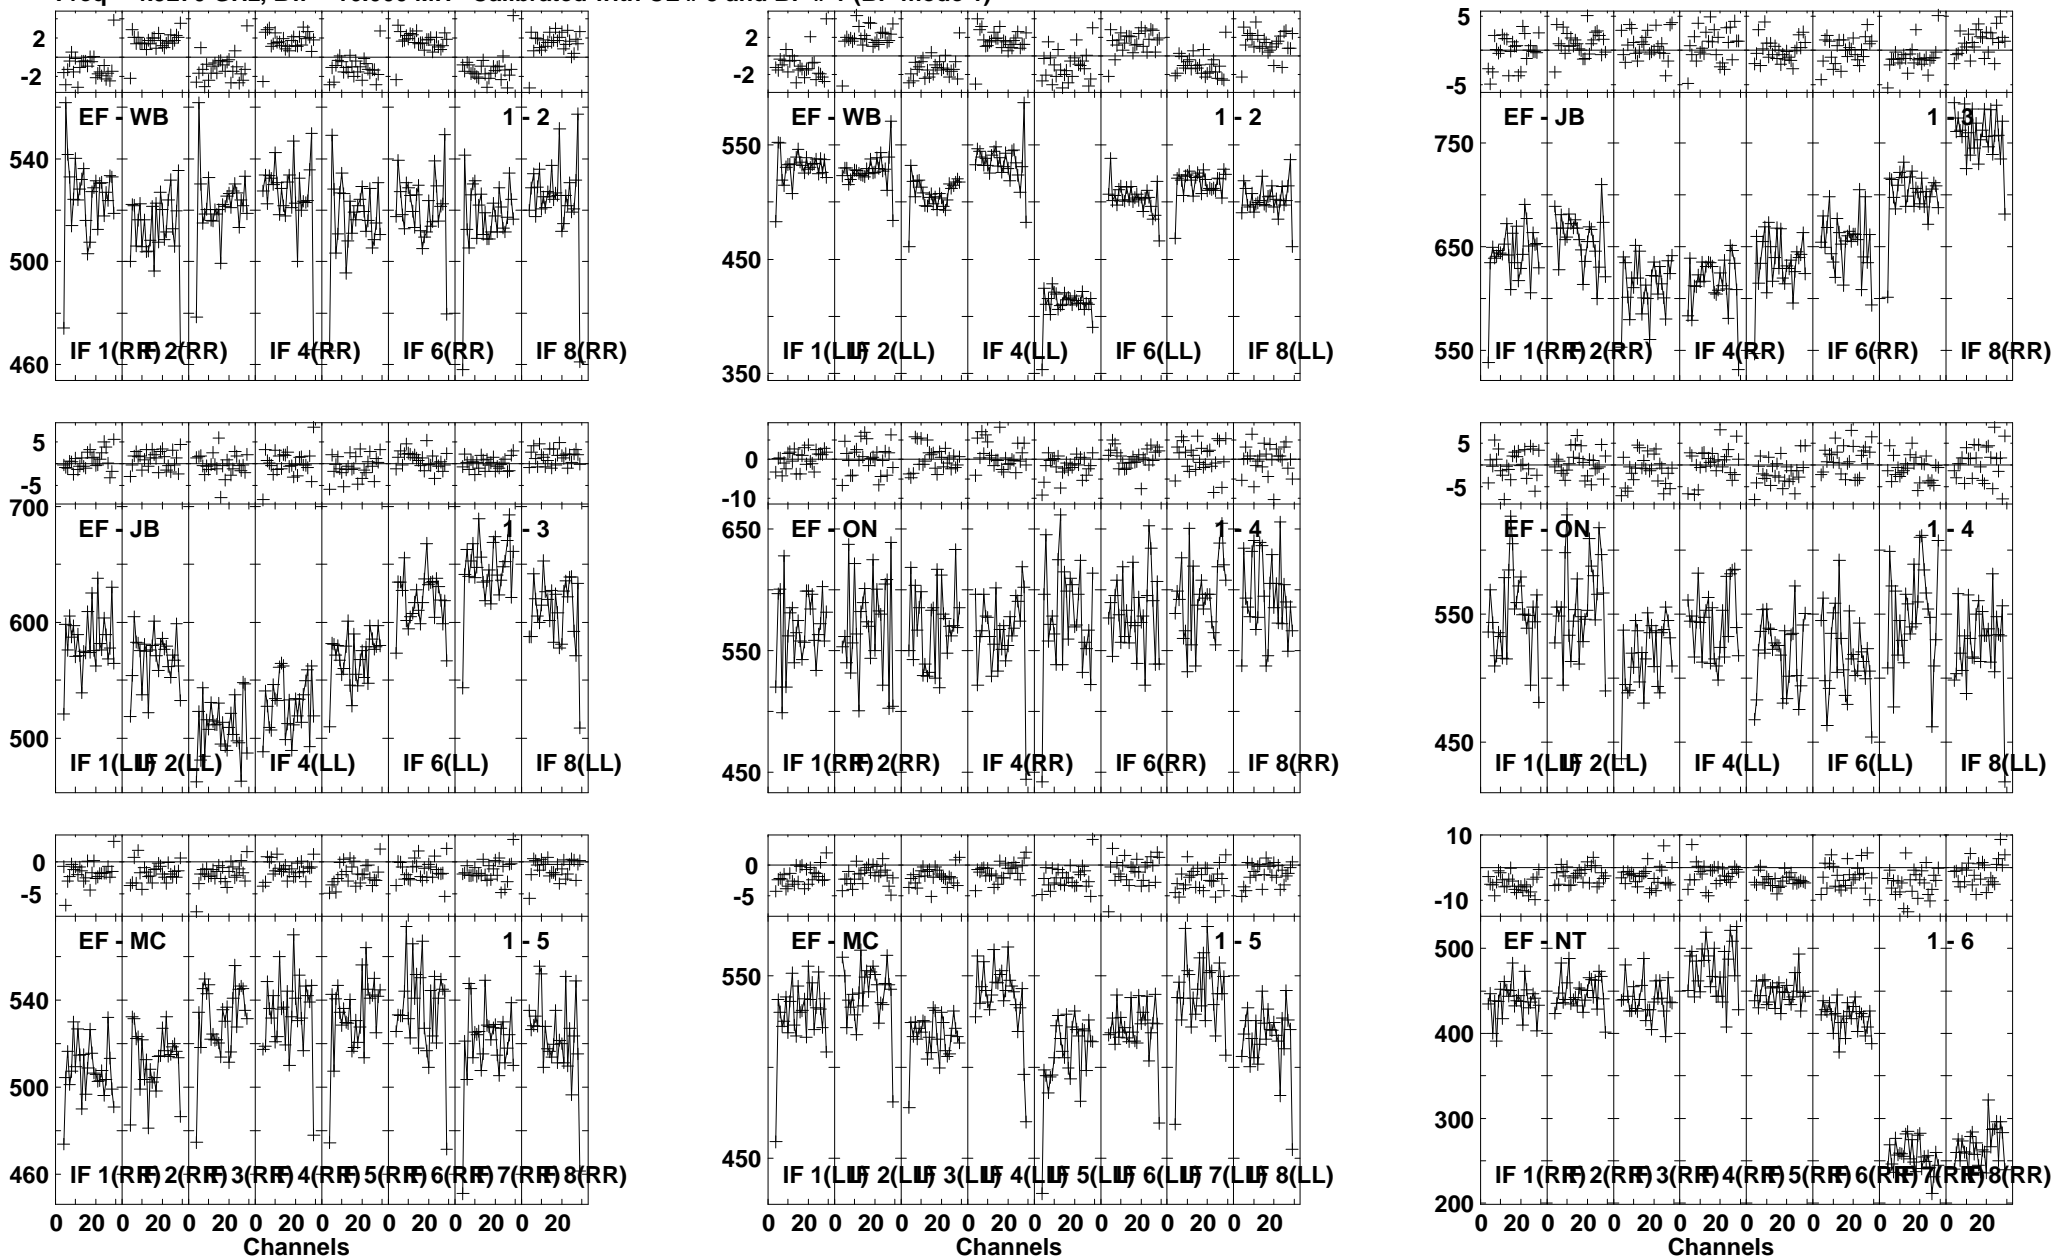 2 2 5
-2 -2 -5
EF - WB 1 - 2 EF - WB 1 - 2 EF - JB 1 - 3
540 550 750
500 450 650
460 350 550
IF 1(RR) IF 2(RR) IF 4(RR) IF 6(RR) IF 8(RR) IF 1(LL) IF 2(LL) IF 4(LL) IF 6(LL) IF 8(LL) IF 1(RR) IF 2(RR) IF 4(RR) IF 6(RR) IF 8(RR)
5 0 5
-5 -10 -5
700 650 550
EF - JB 1 - 3 EF - ON 1 - 4 EF - ON 1 - 4
600 550 450
500 450
IF 1(LL) IF 2(LL) IF 4(LL) IF 6(LL) IF 8(LL) IF 1(RR) IF 2(RR) IF 4(RR) IF 6(RR) IF 8(RR) IF 1(LL) IF 2(LL) IF 4(LL) IF 6(LL) IF 8(LL)
0 0 10
-5 -5 -10
EF - MC 1 - 5 EF - MC 1 - 5 EF - NT 1 - 6
540 550 500
500 450 400
460 300
200
IF 1(RR) IF 2(RR) IF 3(RR) IF 4(RR) IF 5(RR) IF 6(RR) IF 7(RR) IF 8(RR) IF 1(LL) IF 2(LL) IF 3(LL) IF 4(LL) IF 5(LL) IF 6(LL) IF 7(LL) IF 8(LL) IF 1(RR) IF 2(RR) IF 3(RR) IF 4(RR) IF 5(RR) IF 6(RR) IF 7(RR) IF 8(RR)
0 20 0 20 0 20 0 20 0 20 0 20 0 20 0 20 0 20 0 20 0 20 0 20 0 20 0 20 0 20 0 20 0 20 0 20 0 20 0 20 0 20 0 20 0 20 0 20
Channels Channels Channels